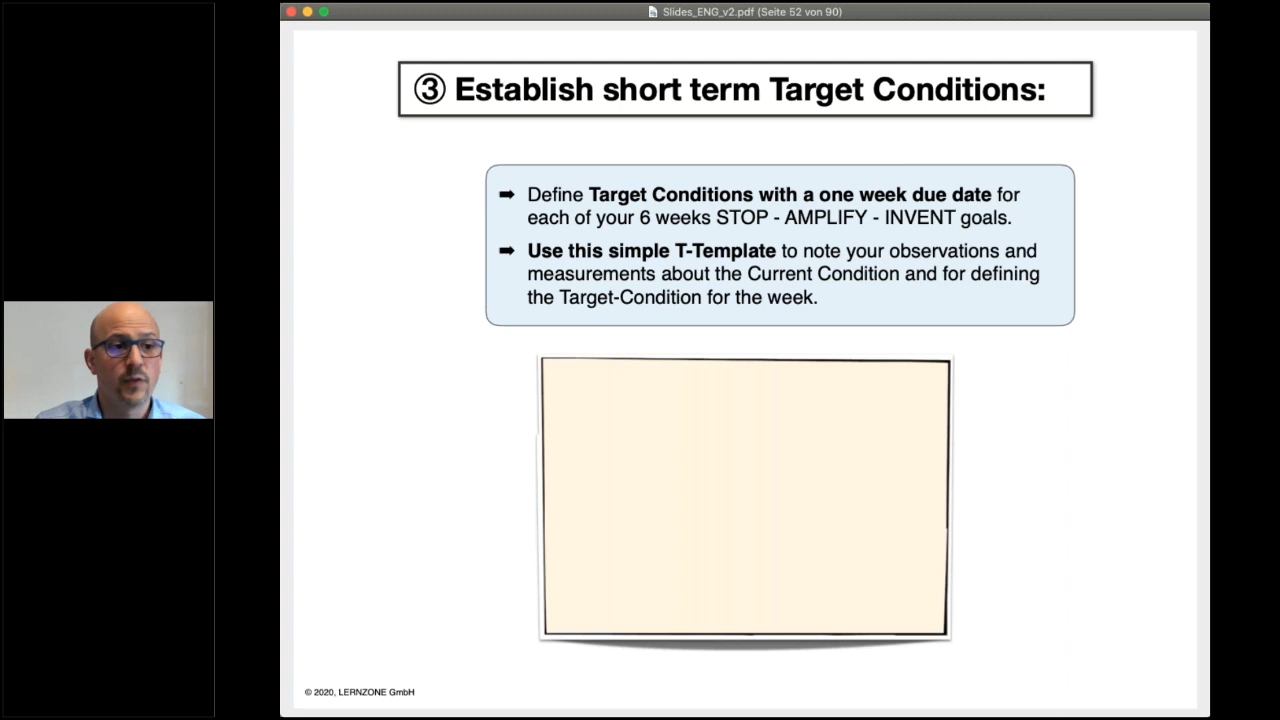 Slides_ENG_v2.pdf (Seite 52 von 90)
③ Establish short term Target Conditions:
➡ Define Target Conditions with a one week due date for
each of your 6 weeks STOP - AMPLIFY - INVENT goals.
➡ Use this simple T-Template to note your observations and
measurements about the Current Condition and for defining
the Target-Condition for the week.
© 2020, LERNZONE GmbH